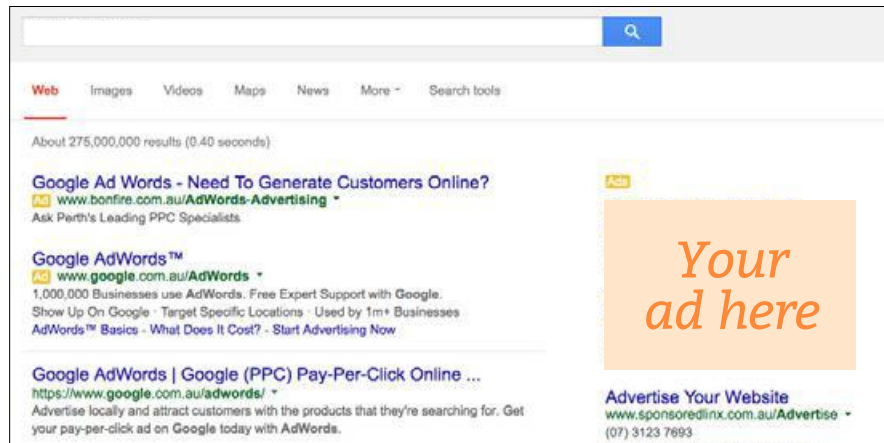 Web Images Videos Maps News More Search tools
About 275,000,000 results (0.40 seconds)
Google Ad Words - Need To Generate Customers Online?
Ad www.bonfire.com.au/AdWords-Advertising
Ask Perth's Leading PPC Specialists
Google AdWords™
Ad www.google.com.au/AdWords
1,000,000 Businesses use AdWords. Free Expert Support with Google.
Show Up On Google · Target Specific Locations · Used by 1m+ Businesses
AdWords™ Basics - What Does It Cost? - Start Advertising Now
Google AdWords | Google (PPC) Pay-Per-Click Online ...
https://www.google.com.au/adwords/
Advertise locally and attract customers with the products that they're searching for. Get
your pay-per-click ad on Google today with AdWords.
Ads
Your
ad here
Advertise Your Website
www.sponsoredlinx.com.au/Advertise
(07) 3123 7693